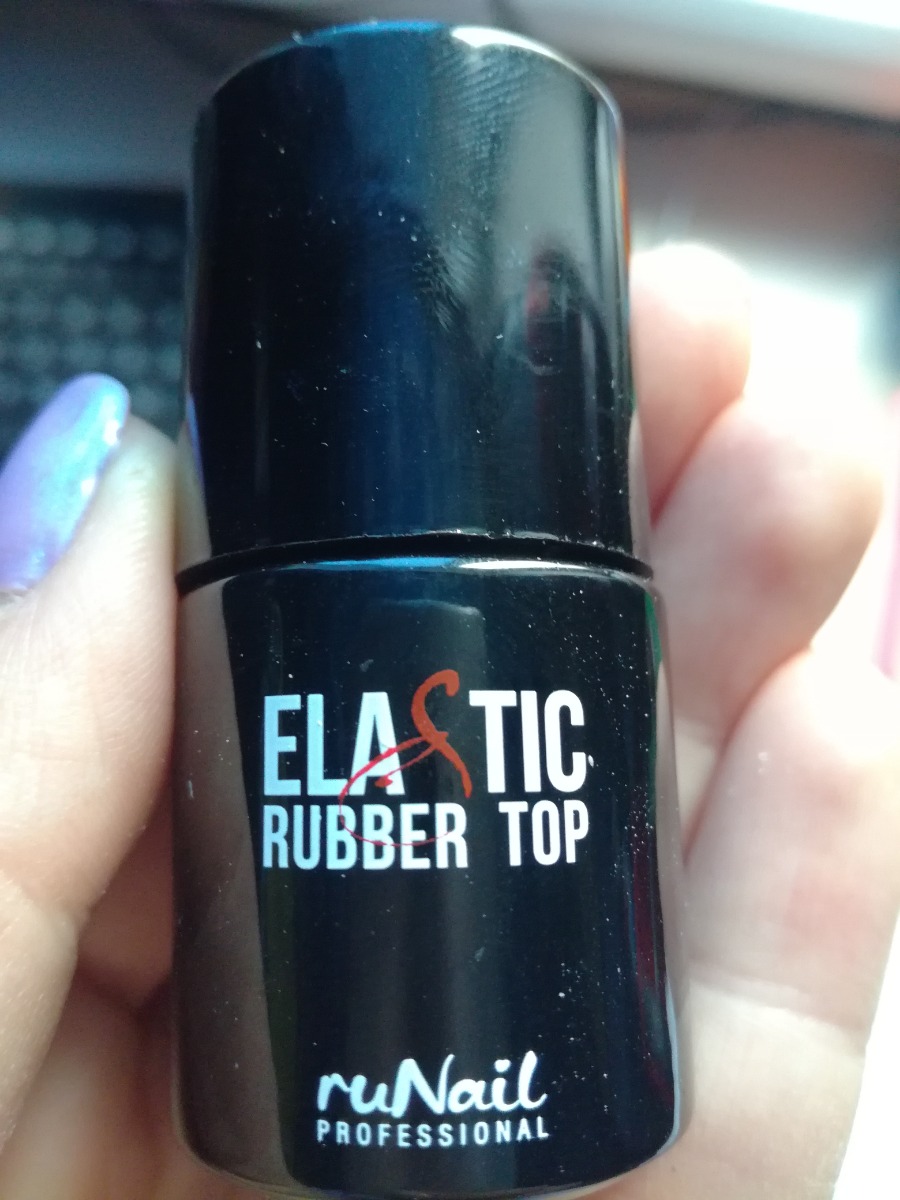 ELASTIC
RUBBER TOP
ruNail
PROFESSIONAL